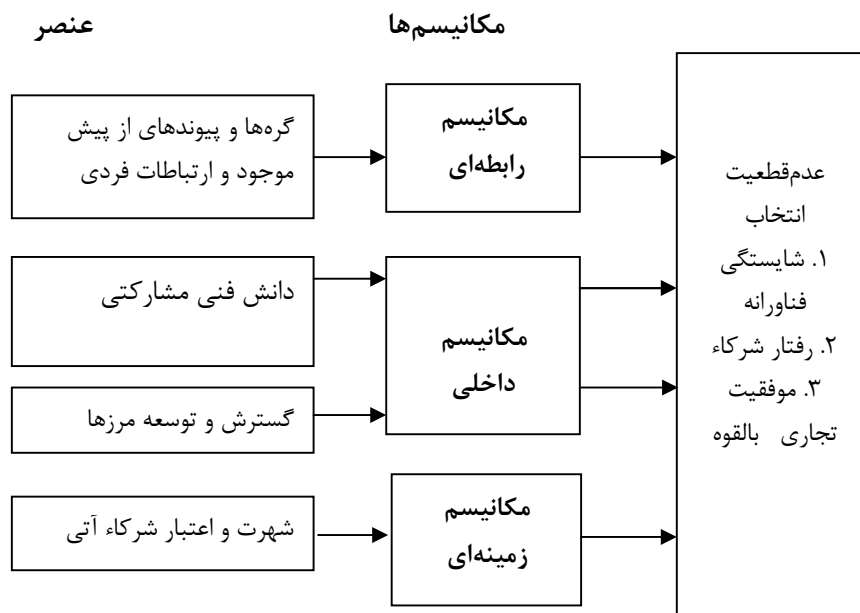 عنصر
مکانیسم‌ها
گره‌ها و پیوندهای از پیش
موجود و ارتباطات فردی
مکانیسم
رابطه‌ای
دانش فنی مشارکتی
گسترش و توسعه مرزها
مکانیسم
داخلی
شهرت و اعتبار شرکاء آتی
مکانیسم
زمینه‌ای
عدم‌قطعیت
انتخاب
۱. شایستگی
فناورانه
۲. رفتار شرکاء
۳. موفقیت
تجاری بالقوه